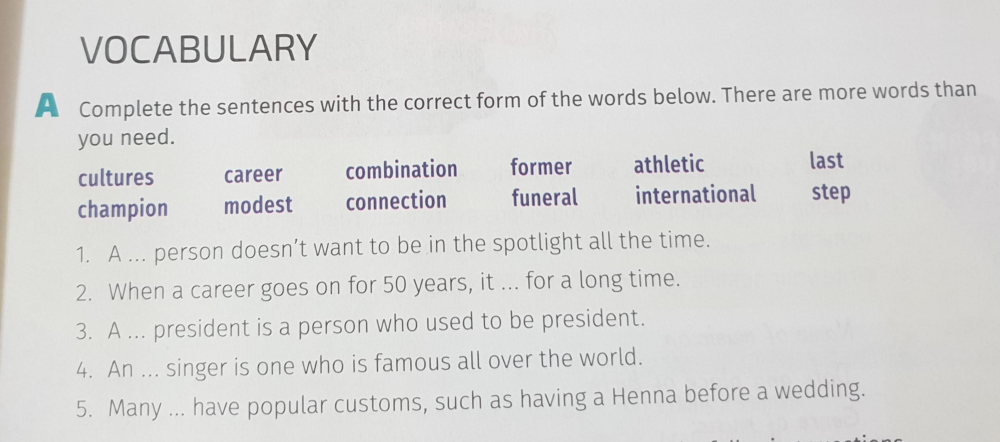 VOCABULARY
A Complete the sentences with the correct form of the words below. There are more words than
you need.
cultures career combination former athletic last
champion modest connection funeral international step
1. A ... person doesn't want to be in the spotlight all the time.
2. When a career goes on for 50 years, it ... for a long time.
3. A ... president is a person who used to be president.
4. An ... singer is one who is famous all over the world.
5. Many ... have popular customs, such as having a Henna before a wedding.